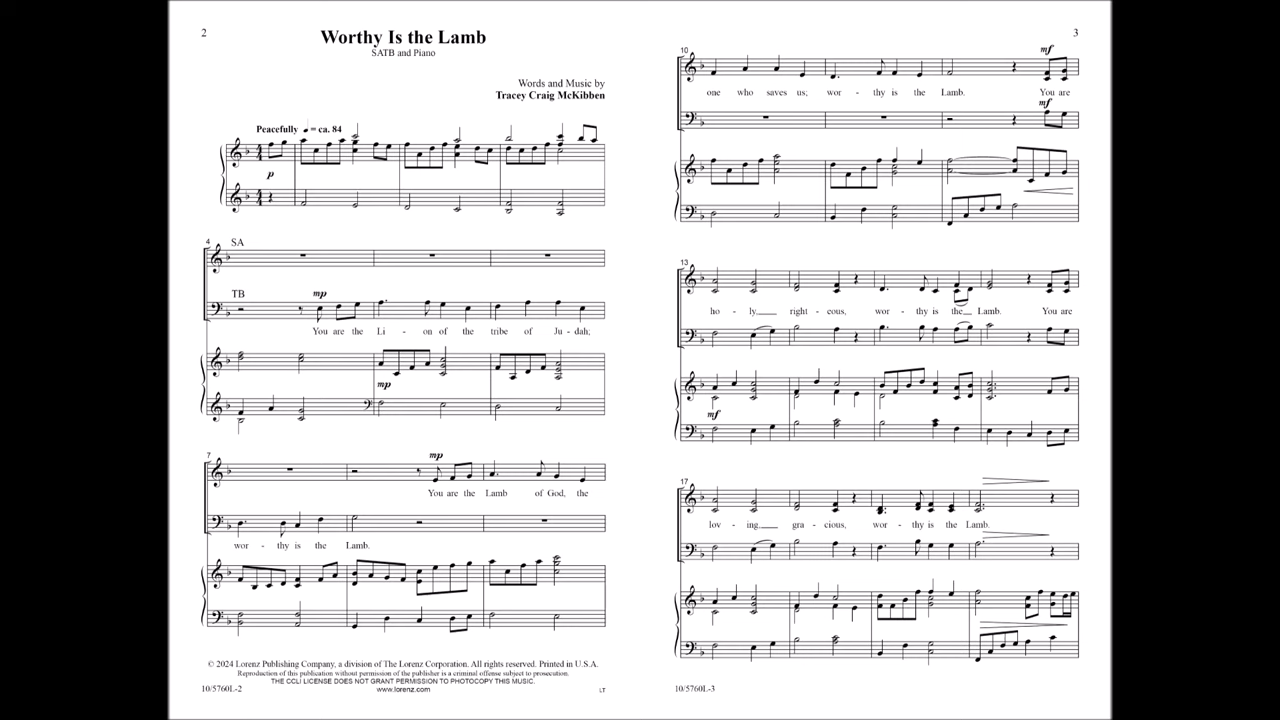 2
Worthy Is the Lamb
SATB and Piano
Words and Music by
Tracey Craig McKibben
Peacefully ♩ = ca. 84
p
4
SA
TB
mp
You are the Li - on of the tribe of Ju - dah;
mp
7
mp
You are the Lamb of God, the
wor - thy is the Lamb.
© 2024 Lorenz Publishing Company, a division of The Lorenz Corporation. All rights reserved. Printed in U.S.A.
Reproduction of this publication without permission of the publisher is a criminal offense subject to prosecution.
THE CCLI LICENSE DOES NOT GRANT PERMISSION TO PHOTOCOPY THIS MUSIC.
www.lorenz.com
10/5760L-2
LT
3
10
mf
one who saves us; wor - thy is the Lamb. You are
mf
13
ho - ly, right - eous, wor - thy is the Lamb. You are
mf
17
lov - ing, gra - cious, wor - thy is the Lamb.
10/5760L-3